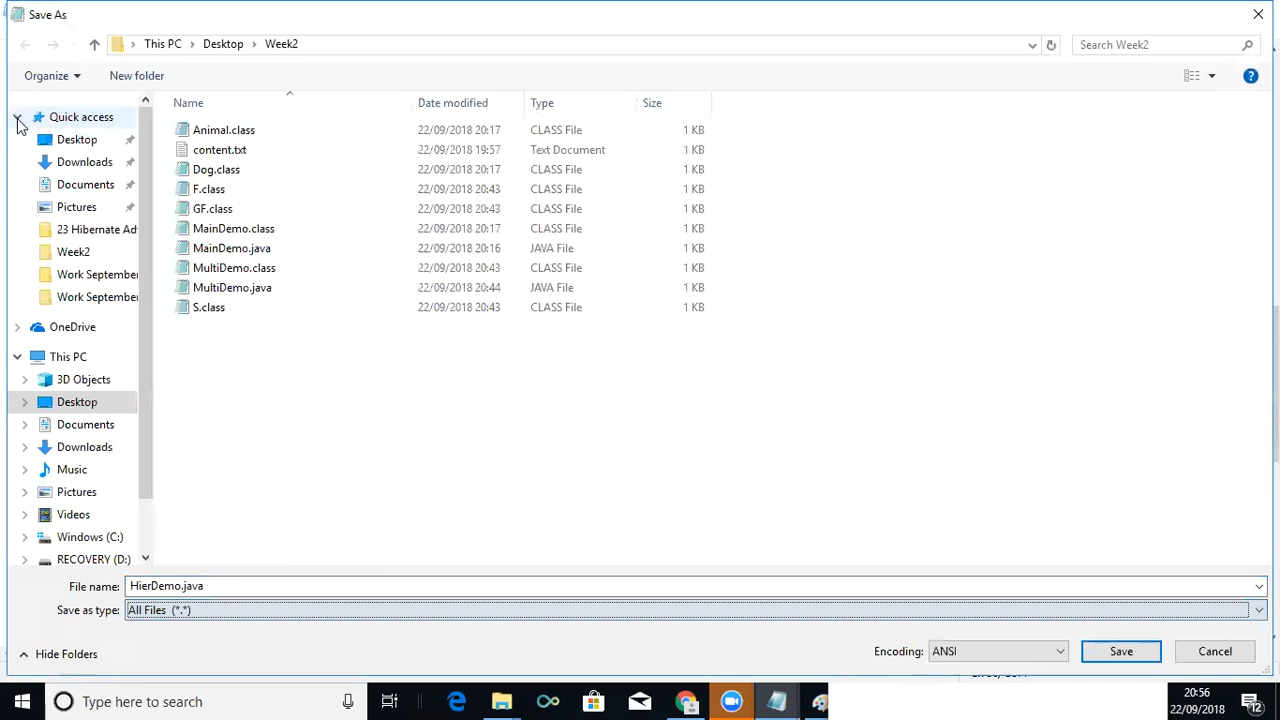 Save As
This PC > Desktop > Week2
Search Week2
Organize
New folder
Name Date modified Type Size
Quick access
Desktop
Downloads
Documents
Pictures
23 Hibernate Ad
Week2
Work September
Work September
OneDrive
This PC
3D Objects
Desktop
Documents
Downloads
Music
Pictures
Videos
Windows (C:)
RECOVERY (D:)
Animal.class 22/09/2018 20:17 CLASS File 1 KB
content.txt 22/09/2018 19:57 Text Document 1 KB
Dog.class 22/09/2018 20:17 CLASS File 1 KB
F.class 22/09/2018 20:43 CLASS File 1 KB
GF.class 22/09/2018 20:43 CLASS File 1 KB
MainDemo.class 22/09/2018 20:17 CLASS File 1 KB
MainDemo.java 22/09/2018 20:16 JAVA File 1 KB
MultiDemo.class 22/09/2018 20:43 CLASS File 1 KB
MultiDemo.java 22/09/2018 20:44 JAVA File 1 KB
S.class 22/09/2018 20:43 CLASS File 1 KB
File name: HierDemo.java
Save as type: All Files (*.*)
Hide Folders
Encoding: ANSI
Save
Cancel
Type here to search
20:56
22/09/2018
12